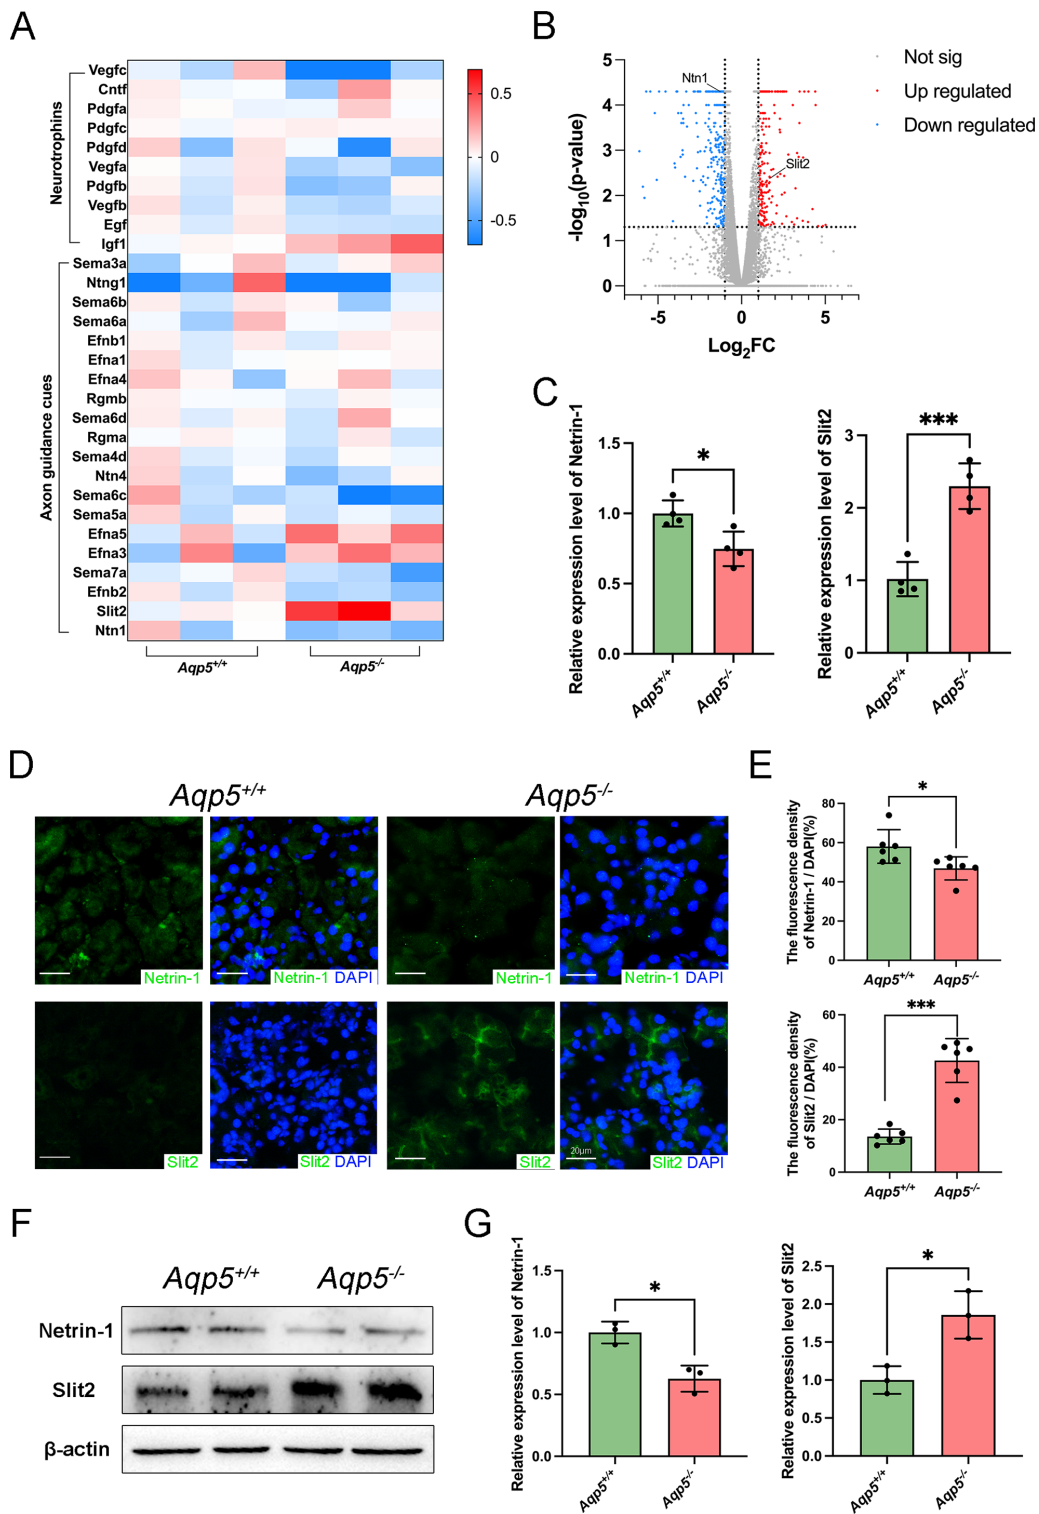 A
Neurotrophins
Axon guidance cues
Vegfc
Cntf
Pdgfa
Pdgfc
Pdgfd
Vegfa
Pdgfb
Vegfb
Egf
Igf1
Sema3a
Ntng1
Sema6b
Sema6a
Efnb1
Efna1
Efna4
Rgmb
Sema6d
Rgma
Sema4d
Ntn4
Sema6c
Sema5a
Efna5
Efna3
Sema7a
Efnb2
Slit2
Ntn1
0.5
0
-0.5
Aqp5+/+ Aqp5-/-
B
-log10(p-value)
5
4
3
2
1
0
-5 0 5
Log2FC
Ntn1
Slit2
Not sig
Up regulated
Down regulated
C
Relative expression level of Netrin-1
1.5
1.0
0.5
0.0
*
Aqp5+/+ Aqp5-/-
Relative expression level of Slit2
3
2
1
0
***
Aqp5+/+ Aqp5-/-
D
Aqp5+/+ Aqp5-/-
Netrin-1 Netrin-1 DAPI Netrin-1 Netrin-1 DAPI
Slit2 Slit2 DAPI Slit2 20μm Slit2 DAPI
E
The fluorescence density
of Netrin-1 / DAPI(%)
80
60
40
20
0
*
Aqp5+/+ Aqp5-/-
The fluorescence density
of Slit2 / DAPI(%)
60
40
20
0
***
Aqp5+/+ Aqp5-/-
F
Aqp5+/+ Aqp5-/-
Netrin-1
Slit2
β-actin
G
Relative expression level of Netrin-1
1.5
1.0
0.5
0.0
*
Aqp5+/+ Aqp5-/-
Relative expression level of Slit2
2.5
2.0
1.5
1.0
0.5
0.0
*
Aqp5+/+ Aqp5-/-